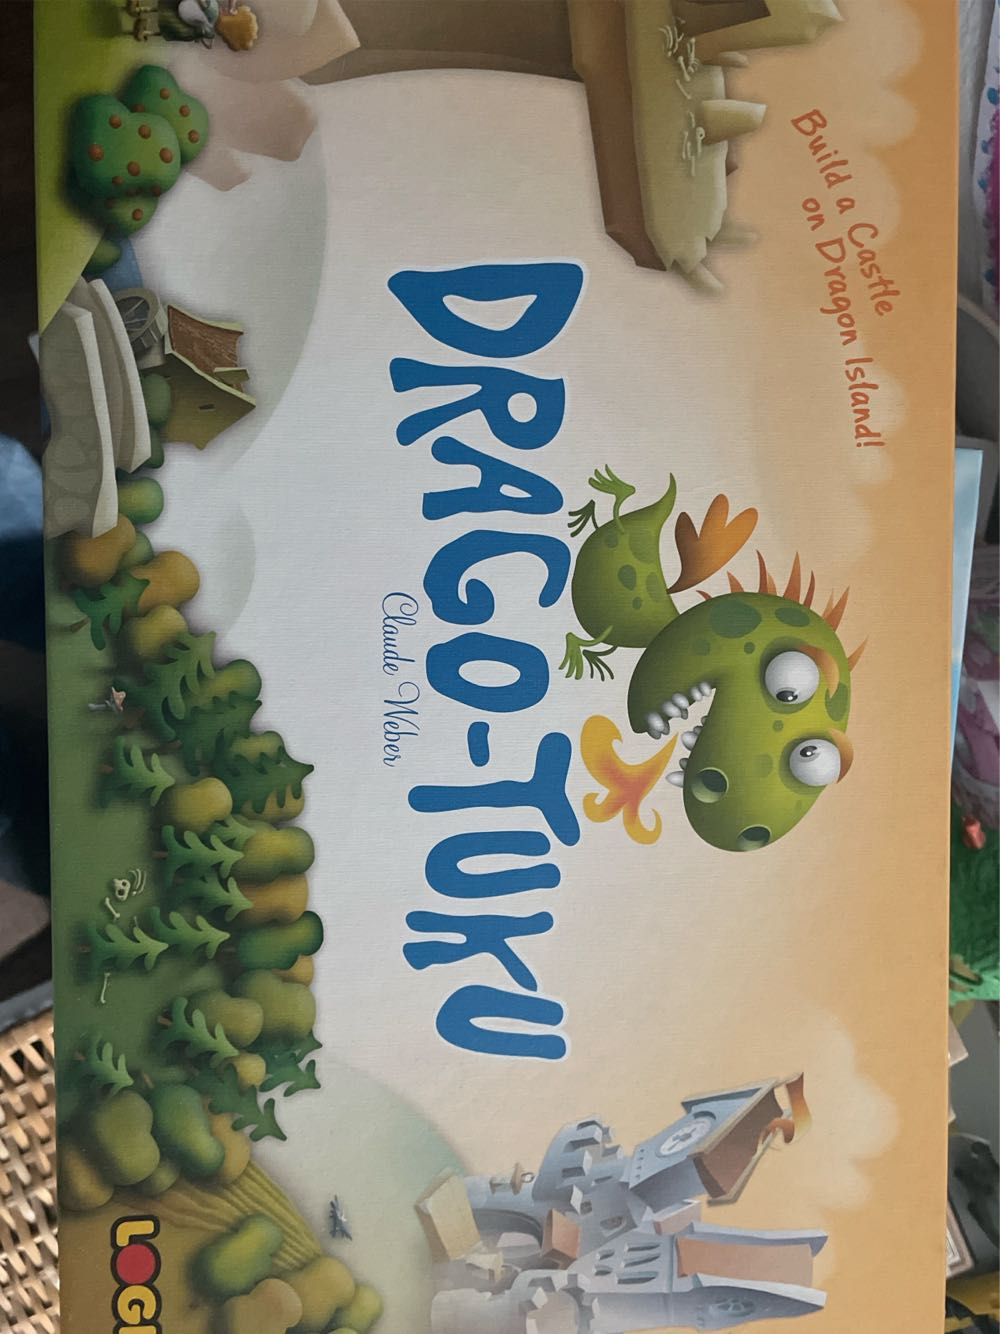 Build a Castle
on Dragon Island!
DRAGO-TUKU
Claude Weber